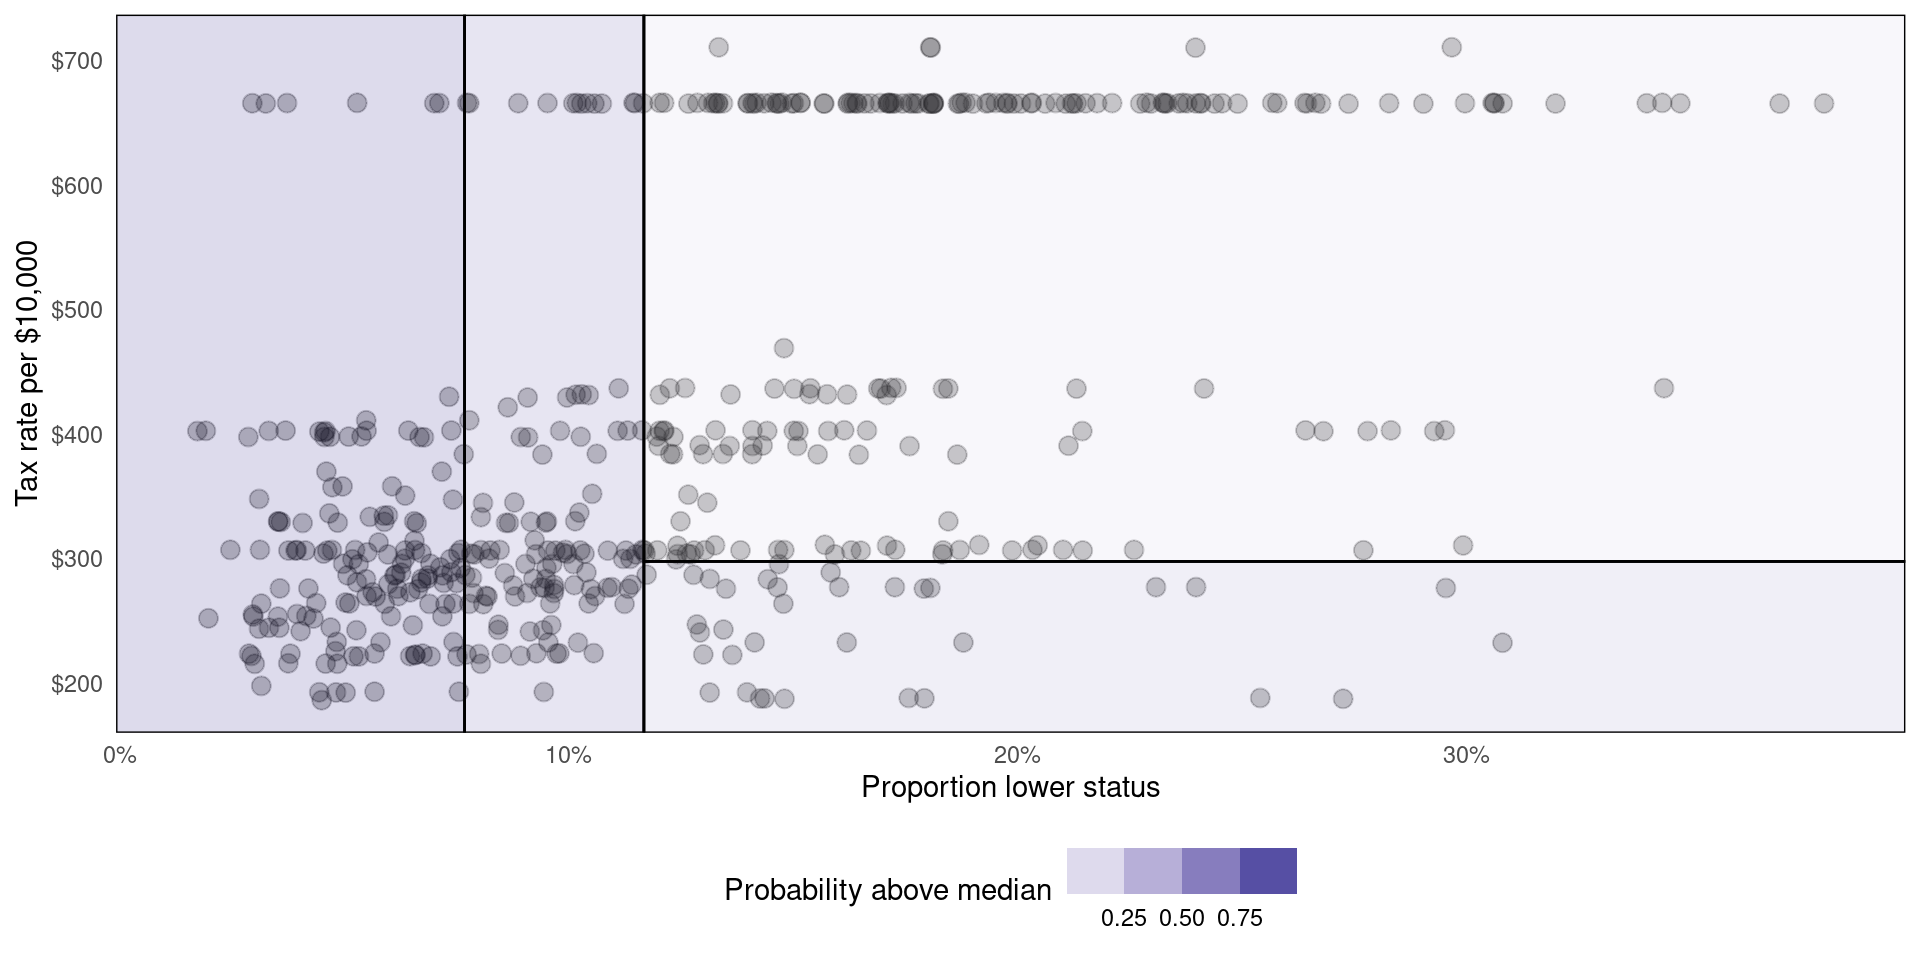 $700
$600
$500
$400
$300
$200
Tax rate per $10,000
0% 10% 20% 30%
Proportion lower status
Probability above median
0.25 0.50 0.75